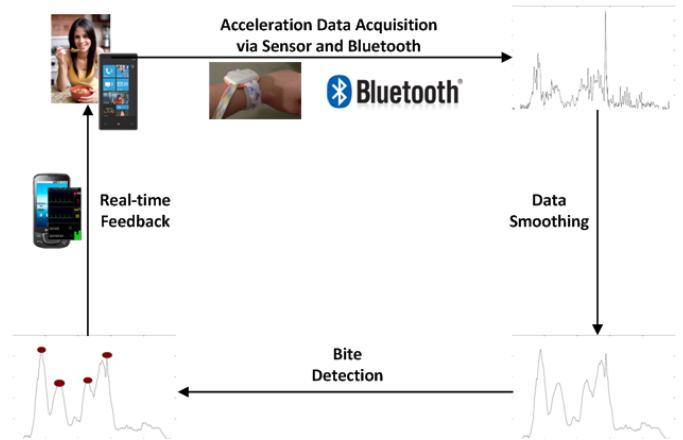 Acceleration Data Acquisition
via Sensor and Bluetooth
Bluetooth®
Real-time
Feedback
Data
Smoothing
Bite
Detection